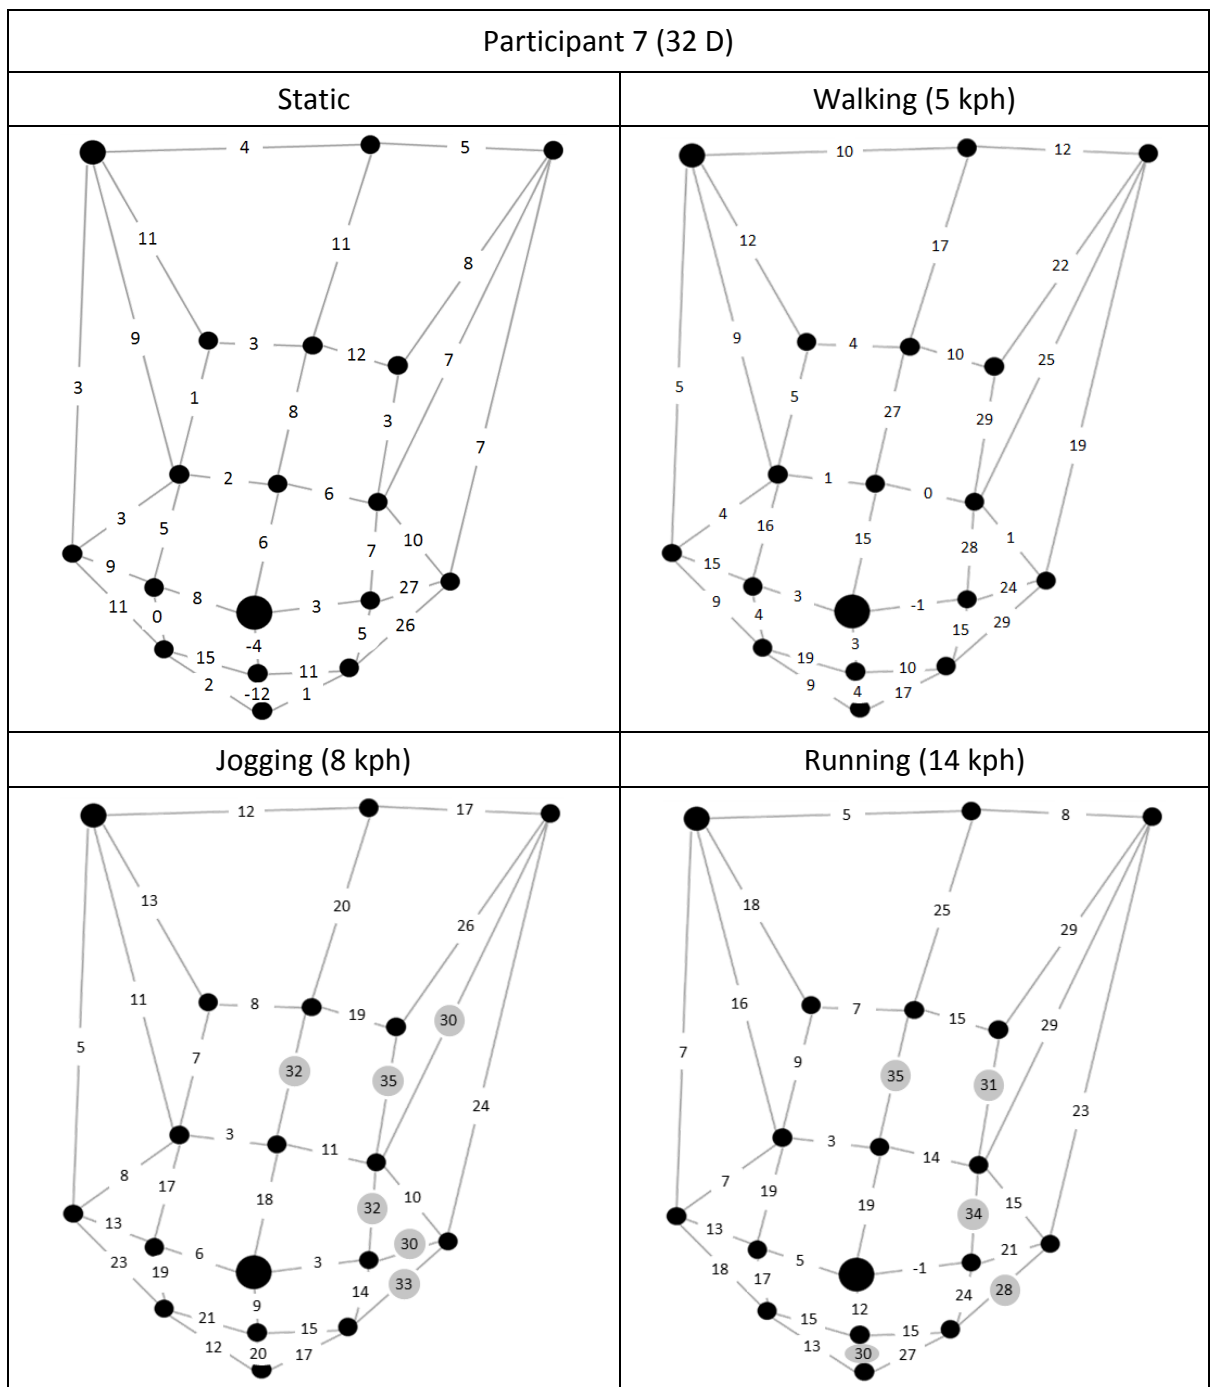 Participant 7 (32 D)
Static
Walking (5 kph)
4 5
11 11 8
9 3 12 7
3 1 8 3 7
2 6
3 5 6 7 10
9 8 3 27
11 0 -4 5 26
15 11
2 -12 1
10 12
12 17 22
9 4 10 25
5 5 27 29 19
1 0
4 16 15 28 1
15 3 -1 24
9 4 3 15 29
19 10
9 4 17
Jogging (8 kph)
Running (14 kph)
12 17
13 20 26
11 8 19 30
5 7 32 35 24
3 11
8 17 18 32 10
13 6 3 30
23 19 9 14 33
21 15
12 20 17
5 8
18 25 29
16 7 15 29
7 9 35 31 23
3 14
7 19 19 34 15
13 5 -1 21
18 17 12 24 28
15 15
13 30 27